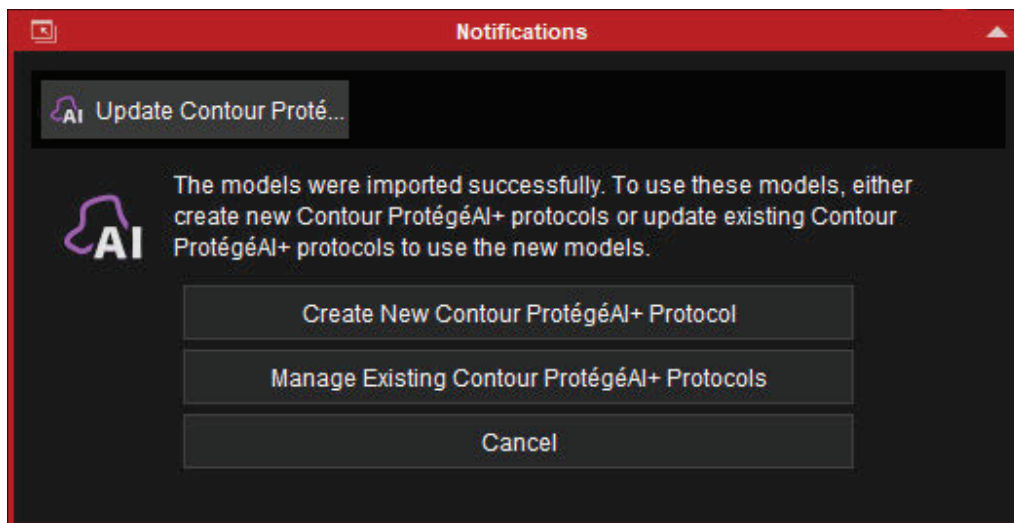 Notifications
AI Update Contour Proté...
The models were imported successfully. To use these models, either
create new Contour ProtégéAI+ protocols or update existing Contour
ProtégéAI+ protocols to use the new models.
AI
Create New Contour ProtégéAI+ Protocol
Manage Existing Contour ProtégéAI+ Protocols
Cancel